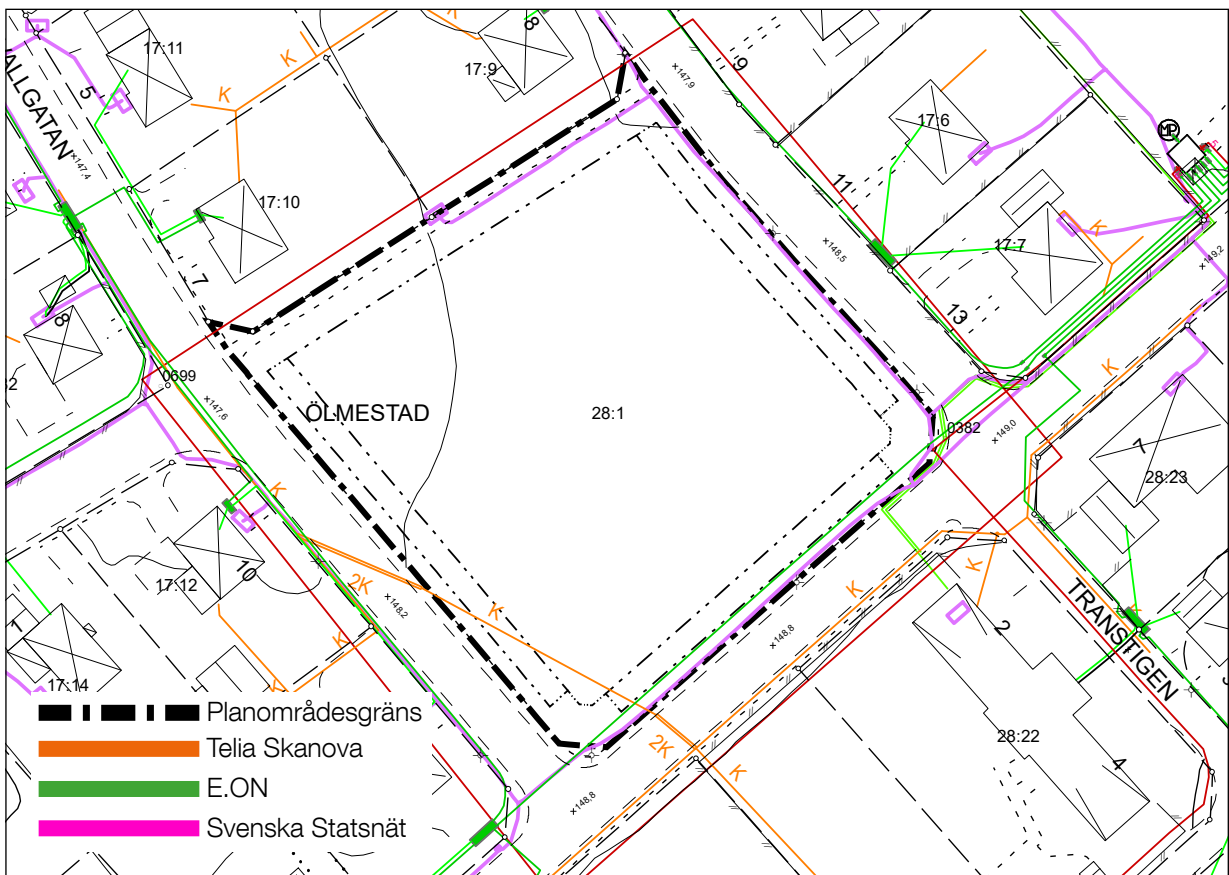 17:11
K
K
8
17:9
9
×147,9
17:6
MP
5
ALLGATAN
×147,4
17:10
11
×148,5
17:7
K
×149,2
7
8
13
K
0699
×147,6
ÖLMESTAD
28:1
0382
×149,0
7
28:23
K
17:12
10
2K
K
K
×148,2
K
2
TRANSTIGEN
K
×148,8
1
17:14
K
K
2K
K
28:22
4
×148,8
Planområdesgräns
Telia Skanova
E.ON
Svenska Statsnät